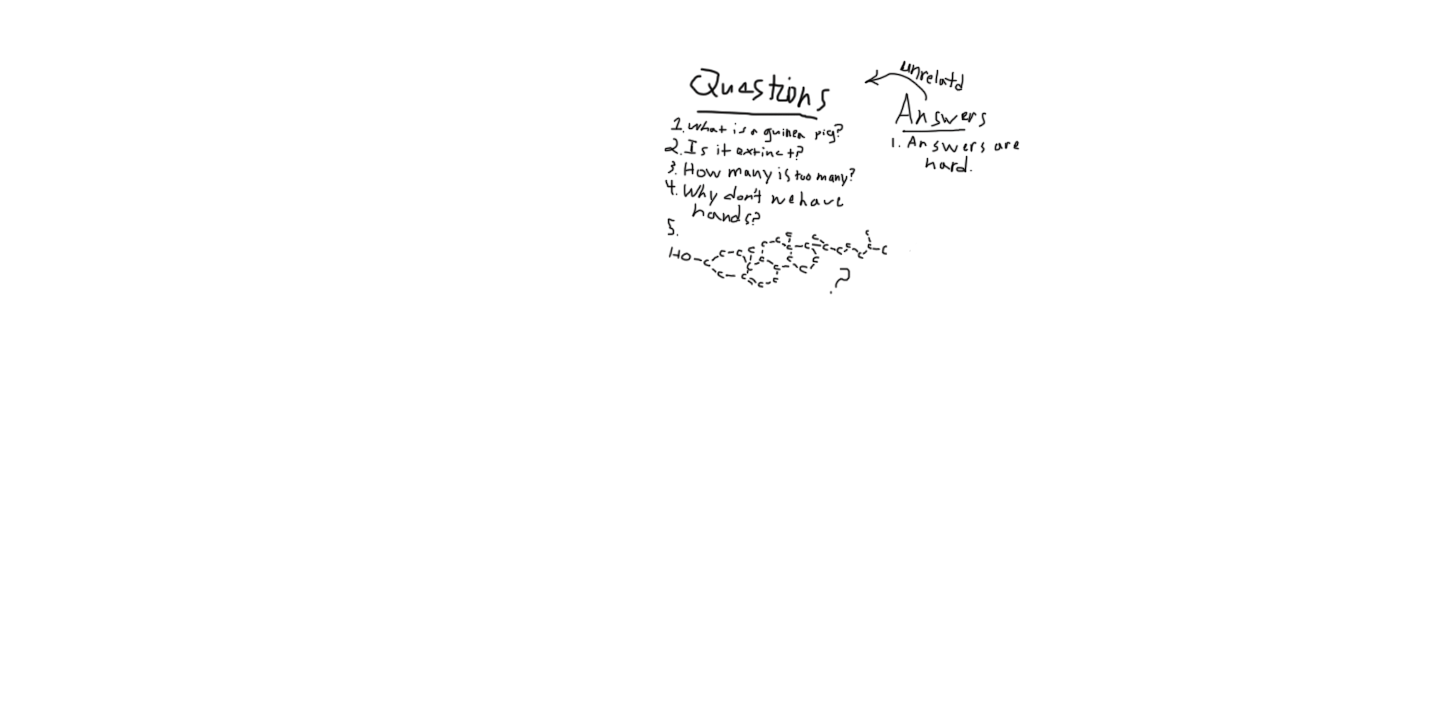 Questions
1. What is a guinea pig?
2. Is it extinct?
3. How many is too many?
4. Why don't we have
hands?
5.
HO
?
unrelatd
Answers
1. Answers are
hard.